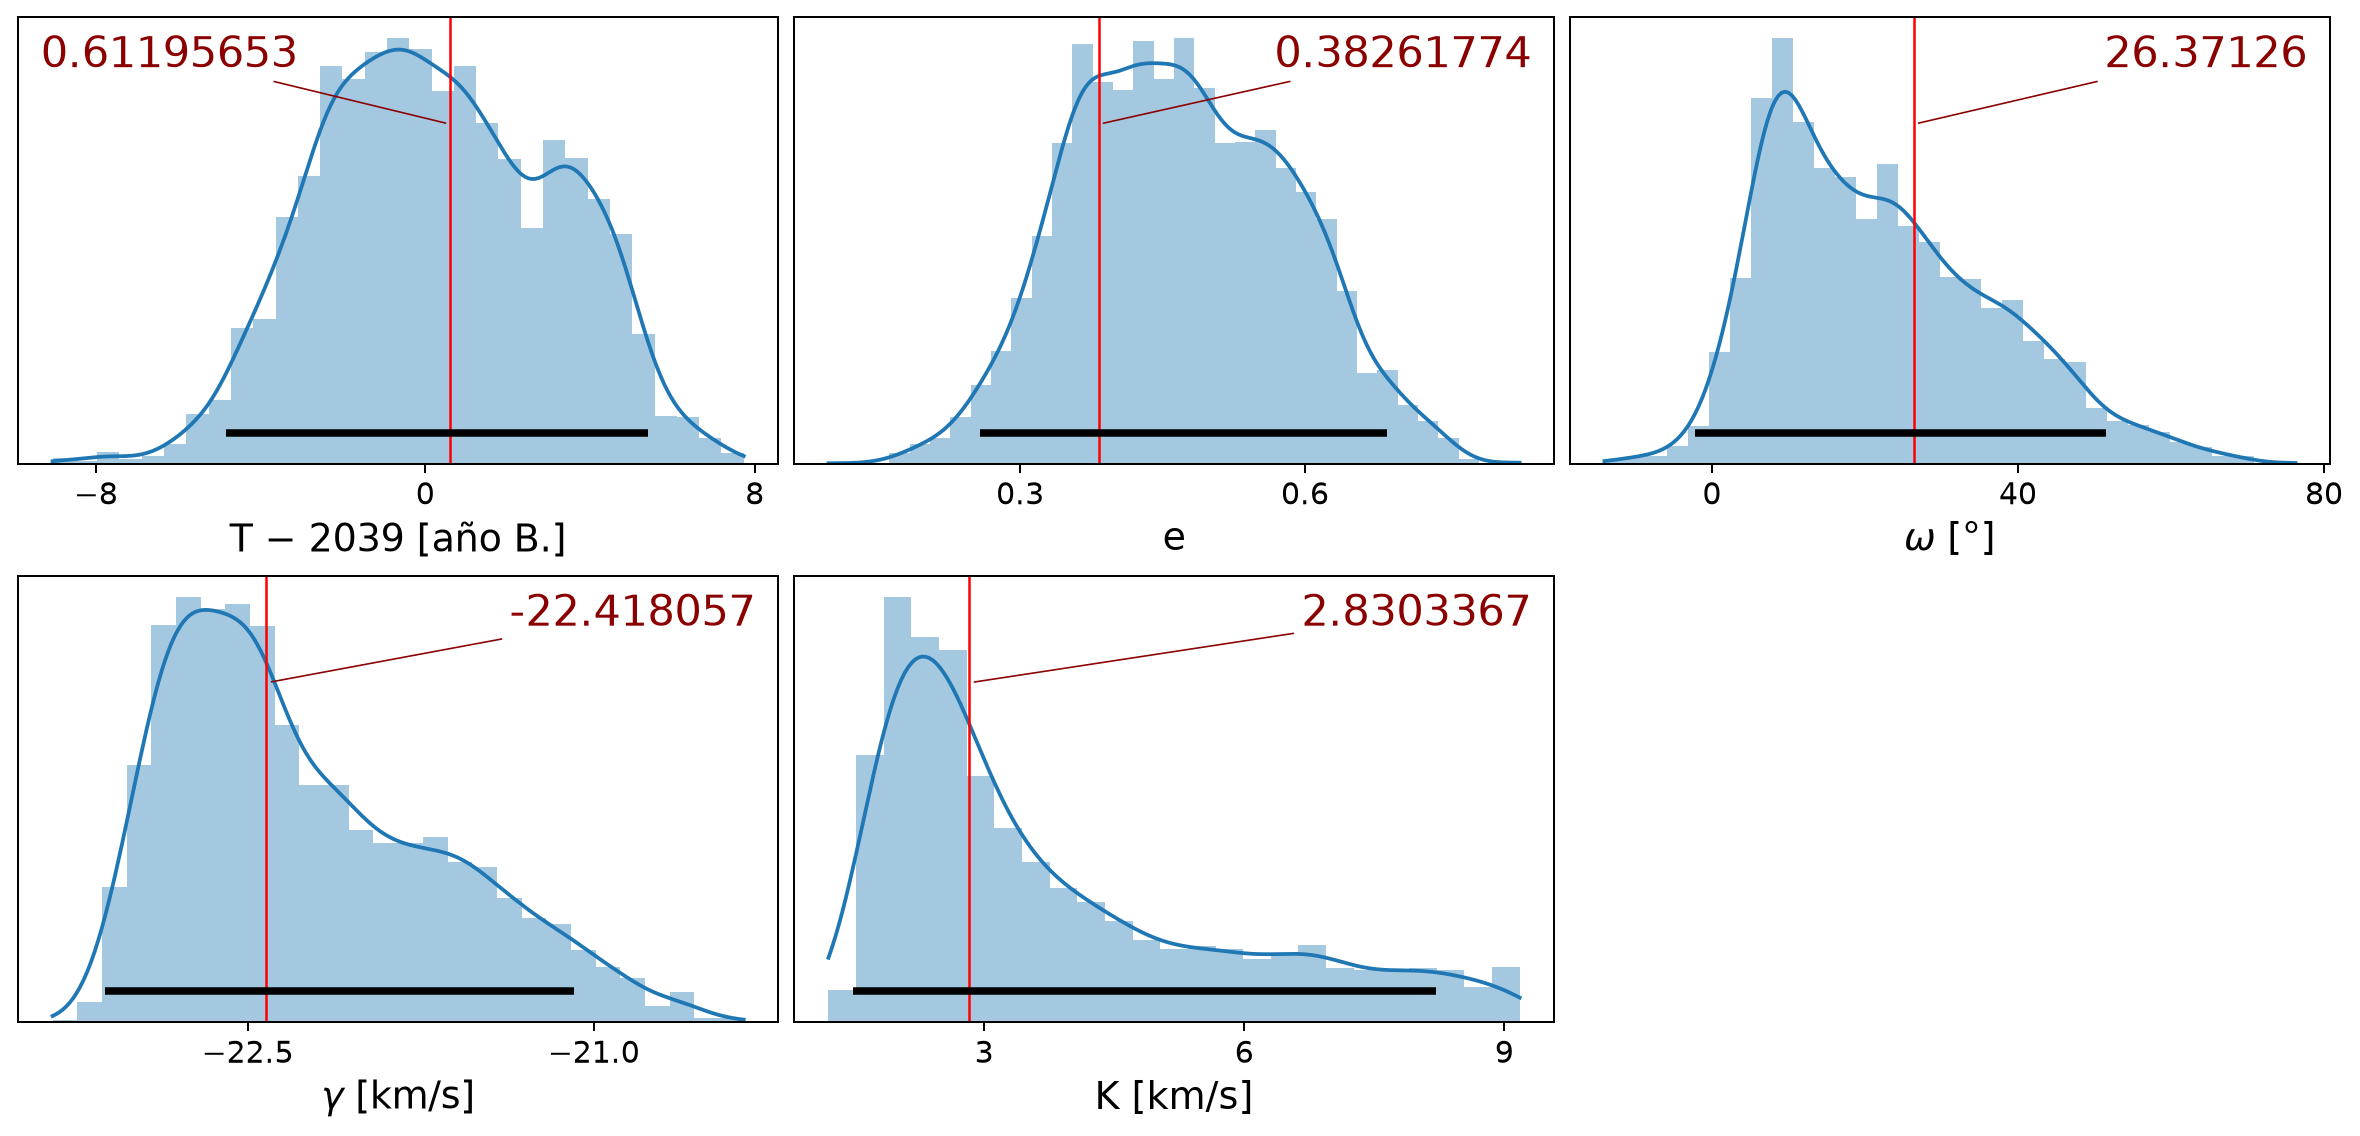 0.61195653
0.38261774
26.37126
−8 0 8
0.3 0.6
0 40 80
T − 2039 [año B.]
e
ω [°]
-22.418057
2.8303367
−22.5 −21.0
3 6 9
γ [km/s]
K [km/s]